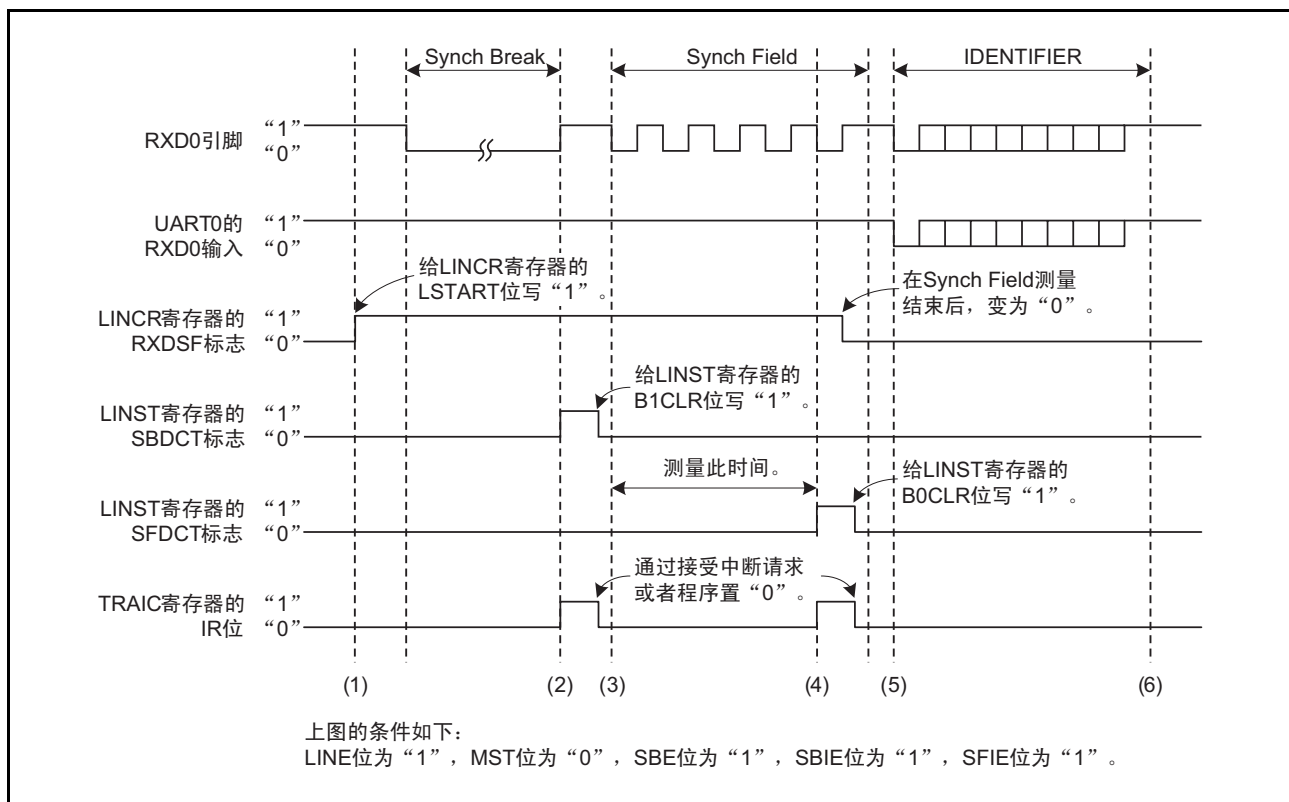 Synch Break
Synch Field
IDENTIFIER
RXD0引脚
“1”
“0”
UART0的
RXD0输入
“1”
“0”
给LINCR寄存器的
LSTART位写“1”。
在Synch Field测量
结束后，变为“0”。
LINCR寄存器的
RXDSF标志
“1”
“0”
给LINST寄存器的
B1CLR位写“1”。
LINST寄存器的
SBDCT标志
“1”
“0”
测量此时间。
给LINST寄存器的
B0CLR位写“1”。
LINST寄存器的
SFDCT标志
“1”
“0”
通过接受中断请求
或者程序置“0”。
TRAIC寄存器的
IR位
“1”
“0”
(1)
(2)
(3)
(4)
(5)
(6)
上图的条件如下：
LINE位为“1”，MST位为“0”，SBE位为“1”，SBIE位为“1”，SFIE位为“1”。